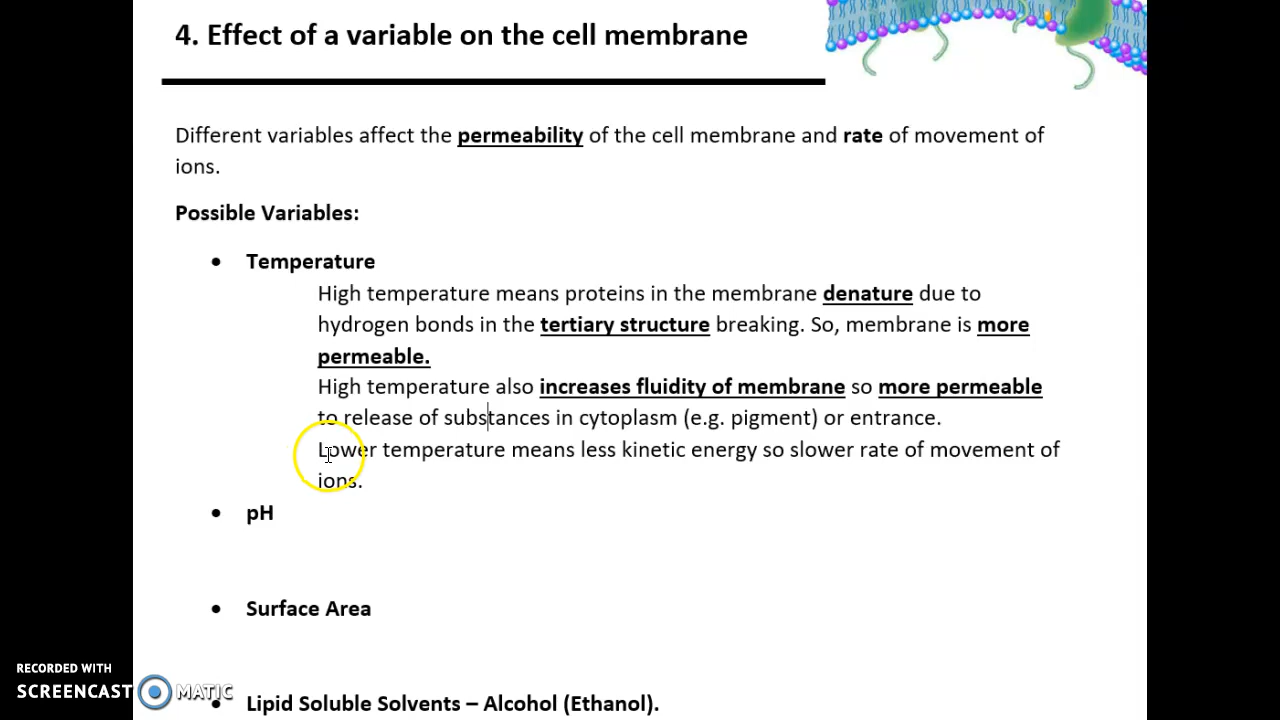 4. Effect of a variable on the cell membrane
Different variables affect the permeability of the cell membrane and rate of movement of
ions.
Possible Variables:
• Temperature
High temperature means proteins in the membrane denature due to
hydrogen bonds in the tertiary structure breaking. So, membrane is more
permeable.
High temperature also increases fluidity of membrane so more permeable
to release of substances in cytoplasm (e.g. pigment) or entrance.
Lower temperature means less kinetic energy so slower rate of movement of
ions.
• pH
• Surface Area
• Lipid Soluble Solvents – Alcohol (Ethanol).
RECORDED WITH
SCREENCAST MATIC